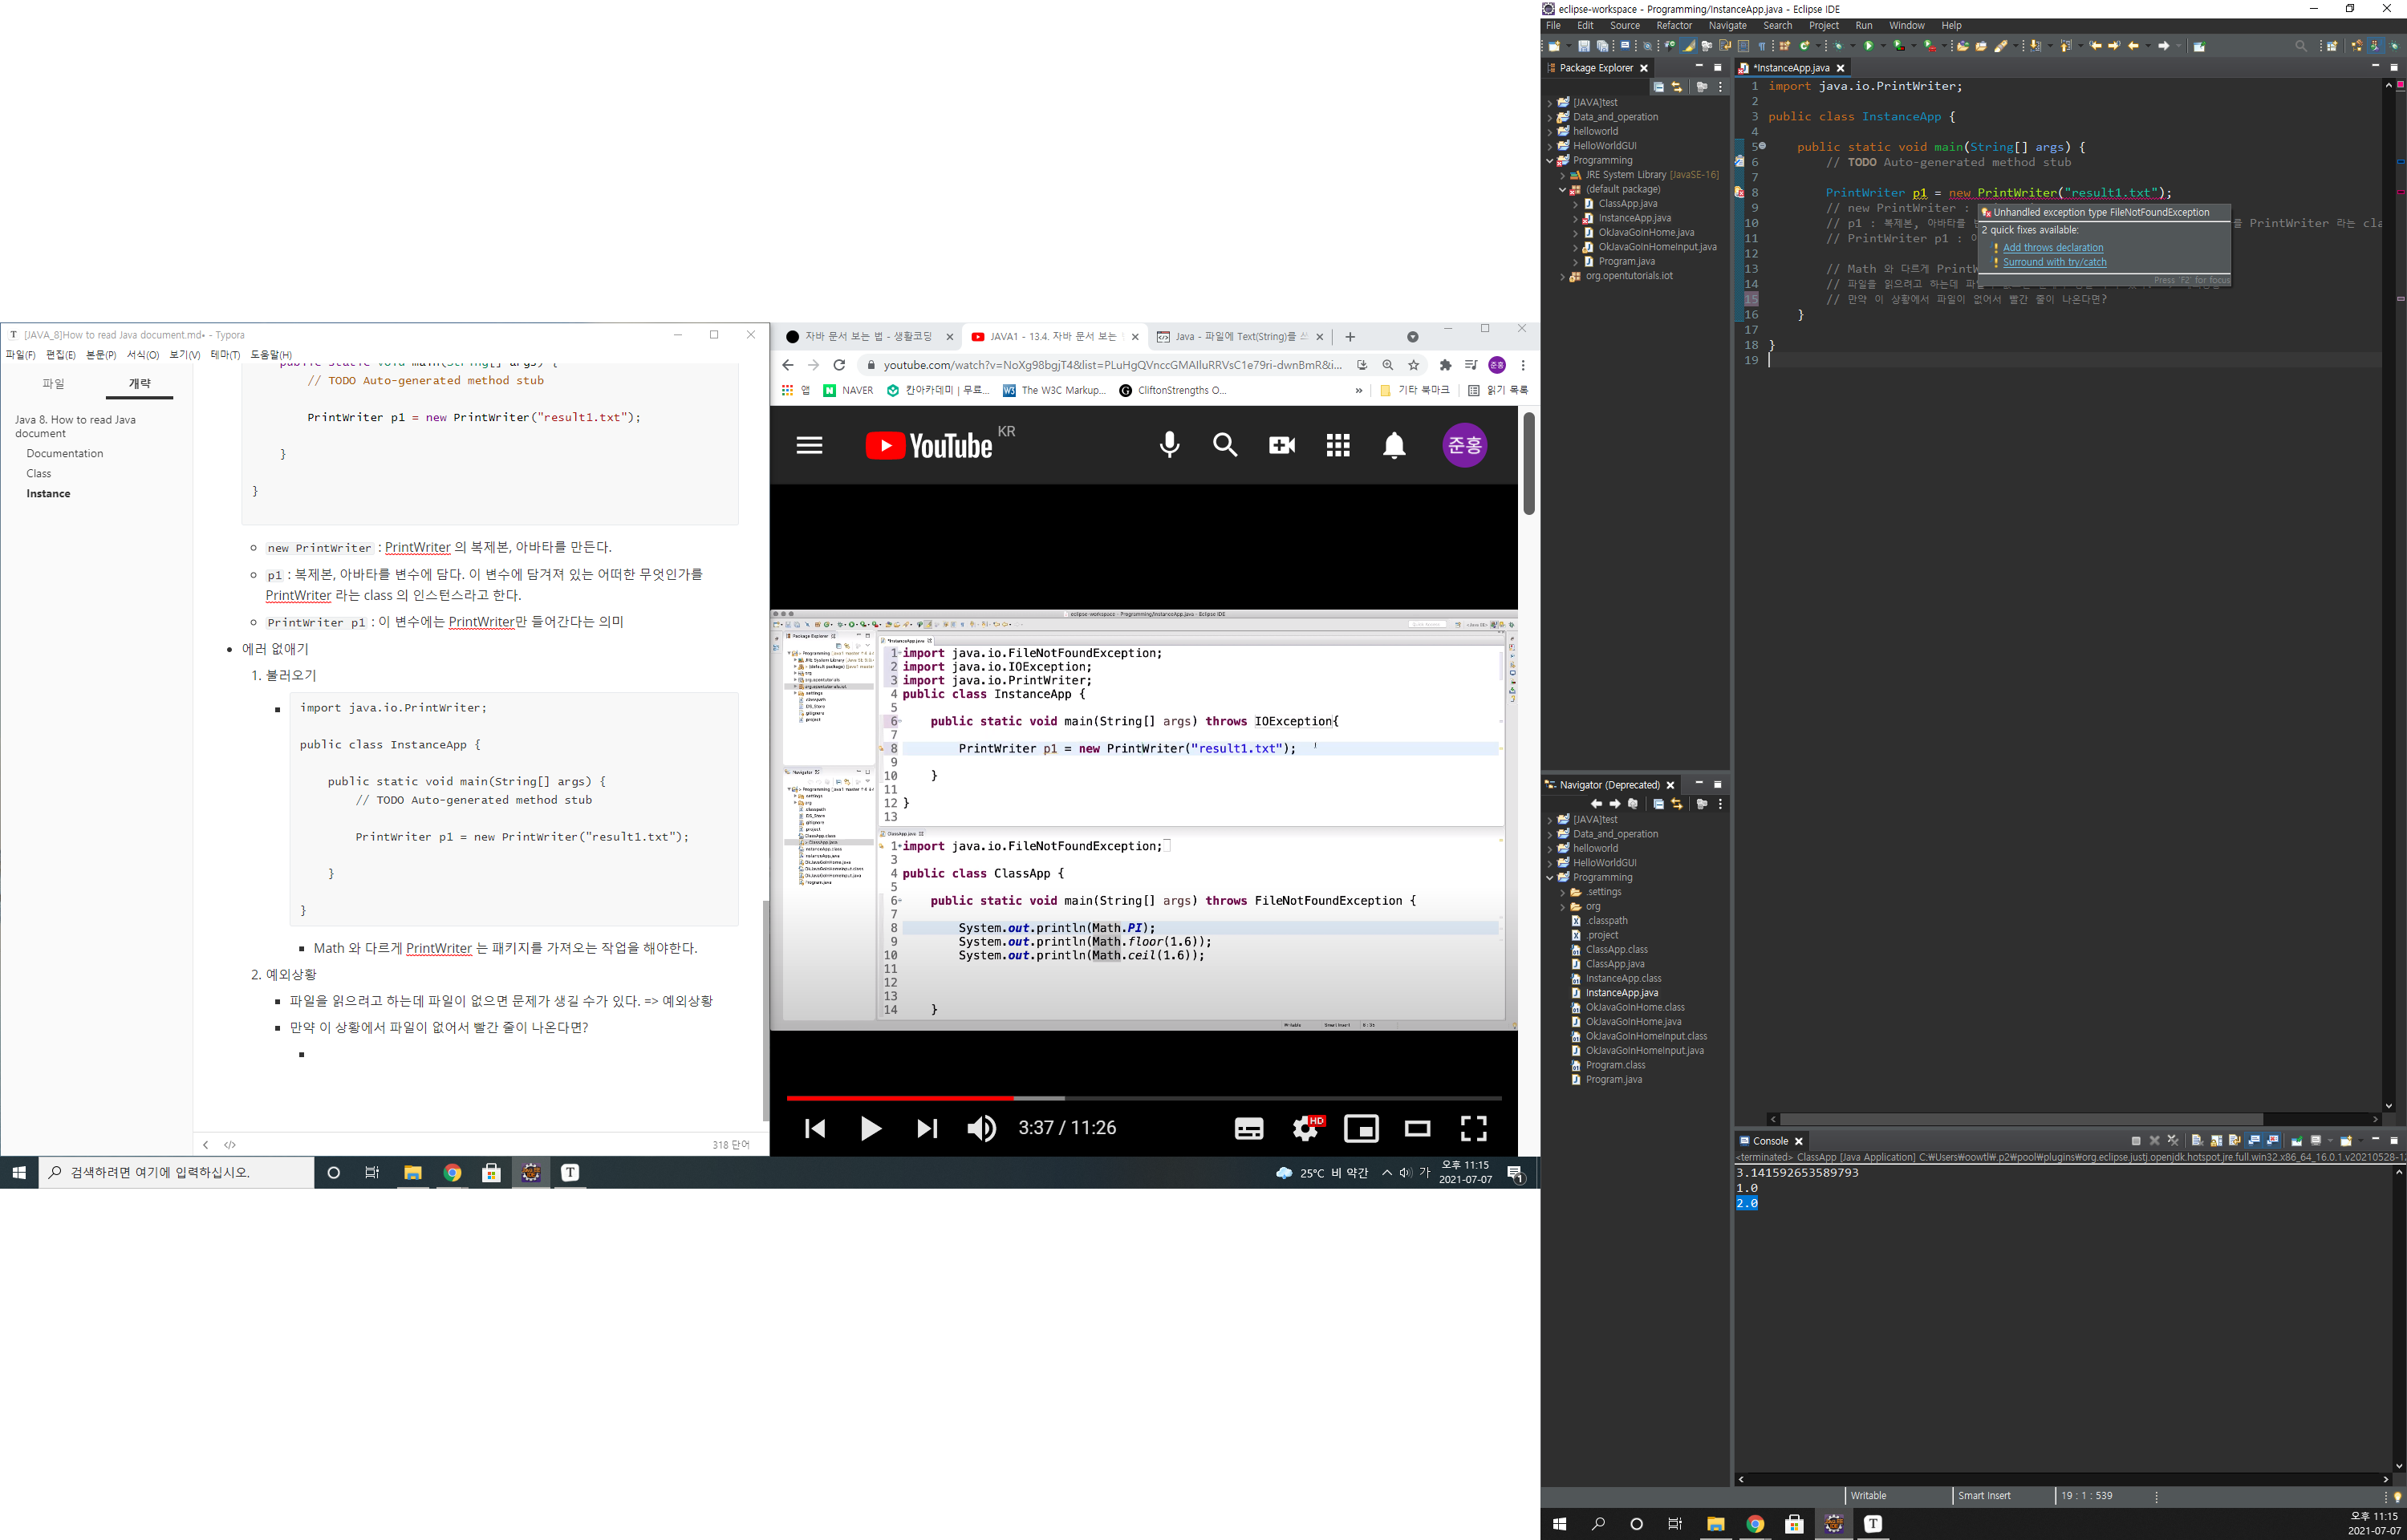 [JAVA_8]How to read Java document.md• - Typora
파일(F) 편집(E) 본문(P) 서식(O) 보기(V) 테마(T) 도움말(H)
파일 개략
Java 8. How to read Java
document
Documentation
Class
Instance
public static void main(String[] args) {
// TODO Auto-generated method stub
PrintWriter p1 = new PrintWriter("result1.txt");
}
}
new PrintWriter : PrintWriter 의 복제본, 아바타를 만든다.
p1 : 복제본, 아바타를 변수에 담다. 이 변수에 담겨져 있는 어떠한 무엇인가를
PrintWriter 라는 class 의 인스턴스라고 한다.
PrintWriter p1 : 이 변수에는 PrintWriter만 들어간다는 의미
에러 없애기
1. 불러오기
import java.io.PrintWriter;
public class InstanceApp {
public static void main(String[] args) {
// TODO Auto-generated method stub
PrintWriter p1 = new PrintWriter("result1.txt");
}
}
Math 와 다르게 PrintWriter 는 패키지를 가져오는 작업을 해야한다.
2. 예외상황
파일을 읽으려고 하는데 파일이 없으면 문제가 생길 수가 있다. => 예외상황
만약 이 상황에서 파일이 없어서 빨간 줄이 나온다면?
318 단어
검색하려면 여기에 입력하십시오.
25°C 비 약간
가
오후 11:15
2021-07-07
1
자바 문서 보는 법 - 생활코딩
JAVA1 - 13.4. 자바 문서 보는
Java - 파일에 Text(String)를
youtube.com/watch?v=NoXg98bgjT4&list=PLuHgQVnccGMAIluRRVsC1e79ri-dwnBmR&i...
준홍
앱 NAVER 칸아카데미 | 무료... The W3C Markup... CliftonStrengths O... » 기타 북마크 읽기 목록
YouTube KR
준홍
eclipse-workspace - Programming/InstanceApp.java - Eclipse IDE
Package Explorer
*InstanceApp.java
1 import java.io.FileNotFoundException;
2 import java.io.IOException;
3 import java.io.PrintWriter;
4 public class InstanceApp {
5
6 public static void main(String[] args) throws IOException{
7
8 PrintWriter p1 = new PrintWriter("result1.txt");
9
10 }
11
12 }
13
Navigator
ClassApp.java
1 import java.io.FileNotFoundException;
3
4 public class ClassApp {
5
6 public static void main(String[] args) throws FileNotFoundException {
7
8 System.out.println(Math.PI);
9 System.out.println(Math.floor(1.6));
10 System.out.println(Math.ceil(1.6));
11
12
13
14 }
Writable Smart Insert
3:37 / 11:26
HD
eclipse-workspace - Programming/InstanceApp.java - Eclipse IDE
File Edit Source Refactor Navigate Search Project Run Window Help
Package Explorer
[JAVA]test
Data_and_operation
helloworld
HelloWorldGUI
Programming
JRE System Library [JavaSE-16]
(default package)
ClassApp.java
InstanceApp.java
OkJavaGoInHome.java
OkJavaGoInHomeInput.java
Program.java
org.opentutorials.iot
*InstanceApp.java
1 import java.io.PrintWriter;
2
3 public class InstanceApp {
4
5 public static void main(String[] args) {
6 // TODO Auto-generated method stub
7
8 PrintWriter p1 = new PrintWriter("result1.txt");
9 // new PrintWriter :
10 // p1 : 복제본, 아바타를 PrintWriter 라는 cla
11 // PrintWriter p1 :
12
13 // Math 와 다르게 PrintW
14 // 파일을 읽으려고 하는데
15 // 만약 이 상황에서 파일이 없어서 빨간 줄이 나온다면?
16 }
17
18 }
19
Unhandled exception type FileNotFoundException
2 quick fixes available:
Add throws declaration
Surround with try/catch
Press 'F2' for focus
Navigator (Deprecated)
[JAVA]test
Data_and_operation
helloworld
HelloWorldGUI
Programming
.settings
org
.classpath
.project
ClassApp.class
ClassApp.java
InstanceApp.class
InstanceApp.java
OkJavaGoInHome.class
OkJavaGoInHome.java
OkJavaGoInHomeInput.class
OkJavaGoInHomeInput.java
Program.class
Program.java
Console
<terminated> ClassApp [Java Application] C:₩Users₩oowtl₩.p2₩pool₩plugins₩org.eclipse.justj.openjdk.hotspot.jre.full.win32.x86_64_16.0.1.v20210528-12
3.141592653589793
1.0
2.0
Writable Smart Insert 19 : 1 : 539
오후 11:15
2021-07-07